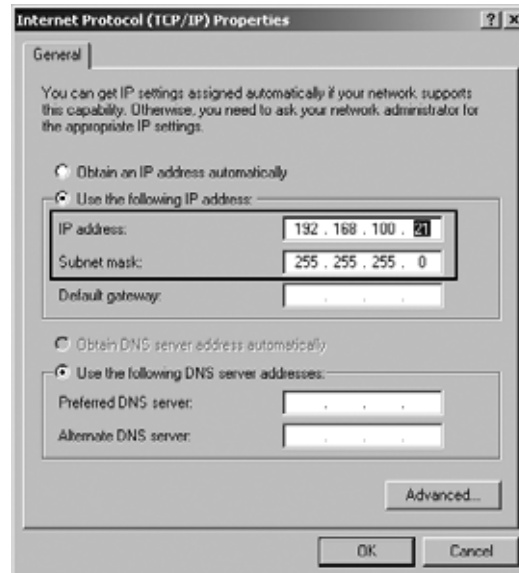 Internet Protocol (TCP/IP) Properties
General
You can get IP settings assigned automatically if your network supports
this capability. Otherwise, you need to ask your network administrator for
the appropriate IP settings.
Obtain an IP address automatically
Use the following IP address:
IP address: 192 . 168 . 100 . 21
Subnet mask: 255 . 255 . 255 . 0
Default gateway: . . .
Obtain DNS server address automatically
Use the following DNS server addresses:
Preferred DNS server: . . .
Alternate DNS server: . . .
Advanced...
OK Cancel